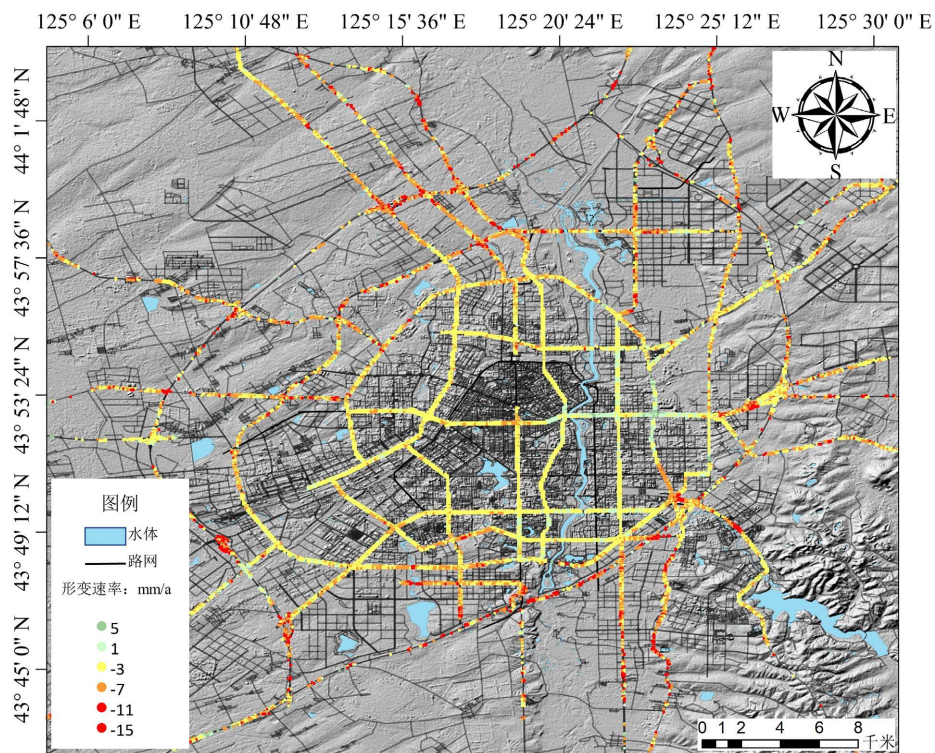 125° 6′ 0″ E 125° 10′ 48″ E 125° 15′ 36″ E 125° 20′ 24″ E 125° 25′ 12″ E 125° 30′ 0″ E
N
W E
S
44° 1′ 48″ N
43° 57′ 36″ N
43° 53′ 24″ N
43° 49′ 12″ N
43° 45′ 0″ N
图例
水体
路网
形变速率：mm/a
5
1
-3
-7
-11
-15
0 1 2 4 6 8
千米